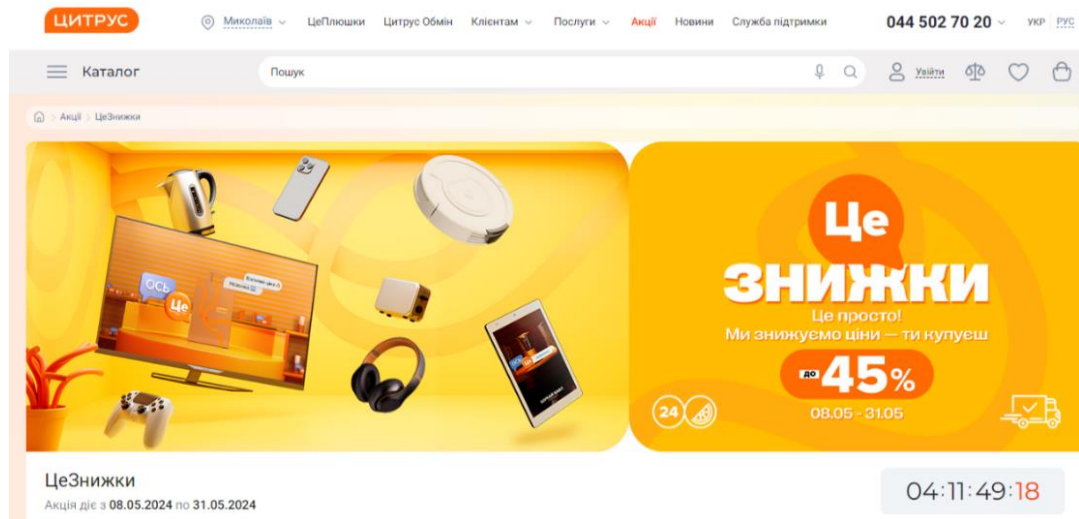 ЦИТРУС
Миколаїв
ЦеПлюшки
Цитрус Обмін
Клієнтам
Послуги
Акції
Новини
Служба підтримки
044 502 70 20
УКР
РУС
Каталог
Пошук
Увійти
Акції > ЦеЗнижки
ОСЬ
Це
Це
ЗНИЖКИ
Це просто!
Ми знижуємо ціни — ти купуєш
до 45%
24
08.05 - 31.05
ЦеЗнижки
Акція діє з 08.05.2024 по 31.05.2024
04:11:49:18